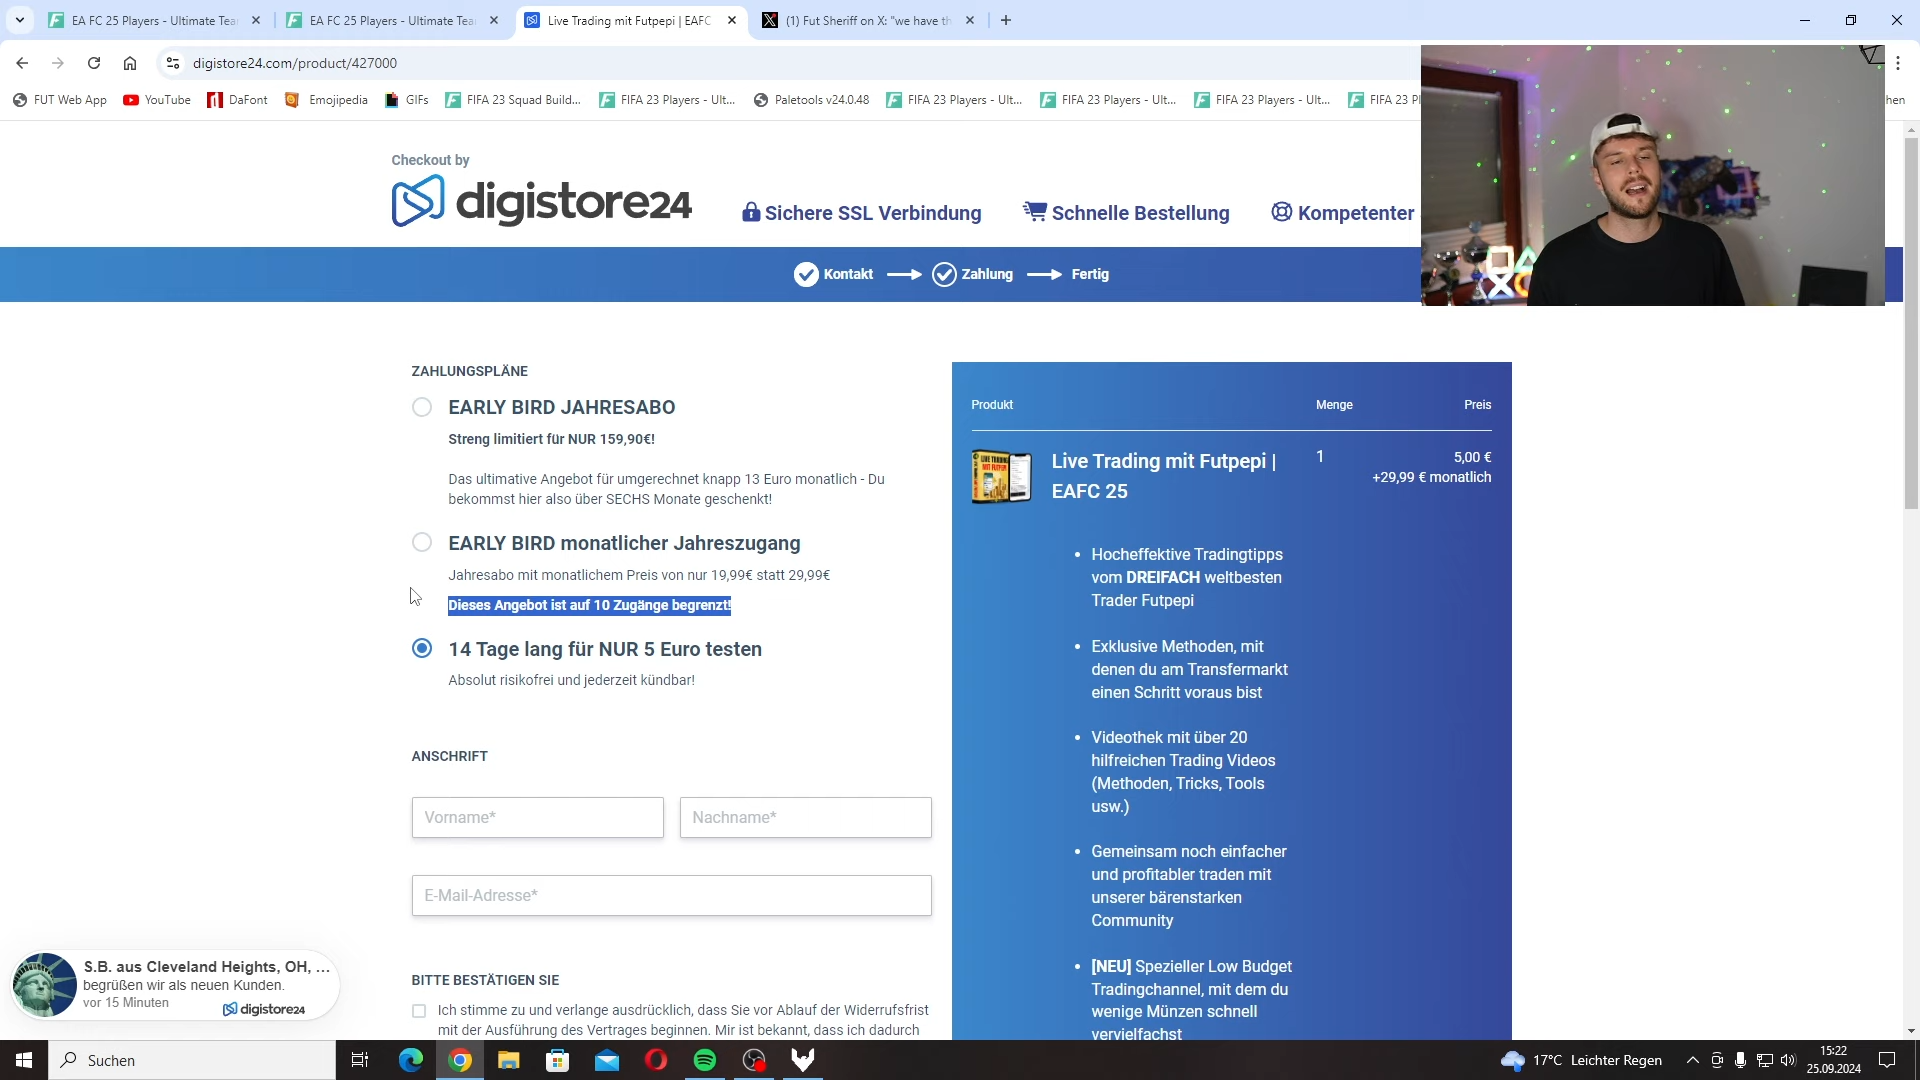 EA FC 25 Players - Ultimate Tea
EA FC 25 Players - Ultimate Tea
Live Trading mit Futpepi | EAFC
(1) Fut Sheriff on X: "we have th
digistore24.com/product/427000
FUT Web App
YouTube
DaFont
Emojipedia
GIFs
FIFA 23 Squad Build...
FIFA 23 Players - Ult...
Paletools v24.0.48
FIFA 23 Players - Ult...
FIFA 23 Players - Ult...
FIFA 23 Players - Ult...
FIFA 23 Pl
hen
Checkout by
digistore24
Sichere SSL Verbindung
Schnelle Bestellung
Kompetenter
Kontakt
Zahlung
Fertig
ZAHLUNGSPLÄNE
EARLY BIRD JAHRESABO
Streng limitiert für NUR 159,90€!
Das ultimative Angebot für umgerechnet knapp 13 Euro monatlich - Du
bekommst hier also über SECHS Monate geschenkt!
EARLY BIRD monatlicher Jahreszugang
Jahresabo mit monatlichem Preis von nur 19,99€ statt 29,99€
Dieses Angebot ist auf 10 Zugänge begrenzt!
14 Tage lang für NUR 5 Euro testen
Absolut risikofrei und jederzeit kündbar!
ANSCHRIFT
Vorname*
Nachname*
E-Mail-Adresse*
BITTE BESTÄTIGEN SIE
Ich stimme zu und verlange ausdrücklich, dass Sie vor Ablauf der Widerrufsfrist
mit der Ausführung des Vertrages beginnen. Mir ist bekannt, dass ich dadurch
Produkt
Menge
Preis
Live Trading mit Futpepi |
EAFC 25
1
5,00 €
+29,99 € monatlich
• Hocheffektive Tradingtipps
vom DREIFACH weltbesten
Trader Futpepi
• Exklusive Methoden, mit
denen du am Transfermarkt
einen Schritt voraus bist
• Videothek mit über 20
hilfreichen Trading Videos
(Methoden, Tricks, Tools
usw.)
• Gemeinsam noch einfacher
und profitabler traden mit
unserer bärenstarken
Community
• [NEU] Spezieller Low Budget
Tradingchannel, mit dem du
wenige Münzen schnell
vervielfachst
S.B. aus Cleveland Heights, OH, ...
begrüßen wir als neuen Kunden.
vor 15 Minuten
digistore24
Suchen
17°C Leichter Regen
15:22
25.09.2024